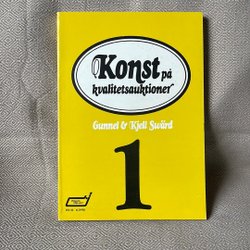 Konst på
kvalitetsauktioner
Gunnel & Kjell Swärd
1